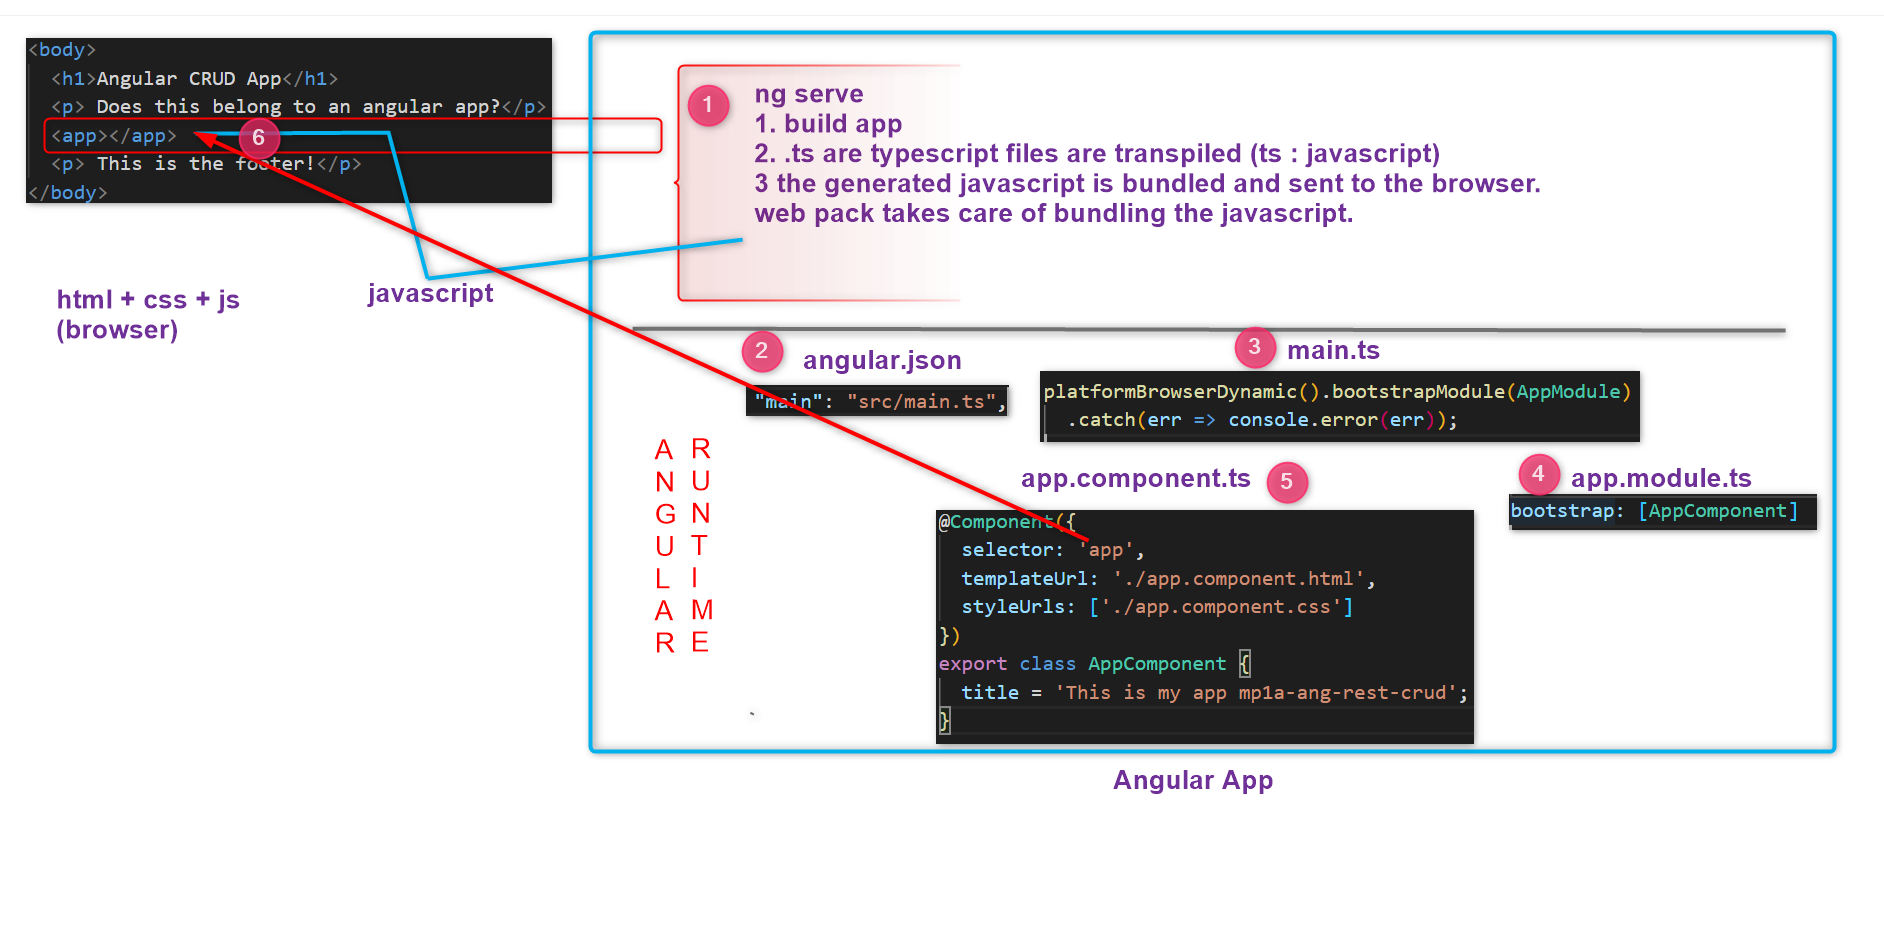 <body>
<h1>Angular CRUD App</h1>
<p> Does this belong to an angular app?</p>
<app></app>
6
<p> This is the footer!</p>
</body>
html + css + js
(browser)
javascript
1
ng serve
1. build app
2. .ts are typescript files are transpiled (ts : javascript)
3 the generated javascript is bundled and sent to the browser.
web pack takes care of bundling the javascript.
2
angular.json
"main": "src/main.ts",
3
main.ts
platformBrowserDynamic().bootstrapModule(AppModule)
.catch(err => console.error(err));
ANGULAR
RUNTIME
4
app.module.ts
bootstrap: [AppComponent]
app.component.ts
5
@Component({
selector: 'app',
templateUrl: './app.component.html',
styleUrls: ['./app.component.css']
})
export class AppComponent {
title = 'This is my app mp1a-ang-rest-crud';
}
Angular App